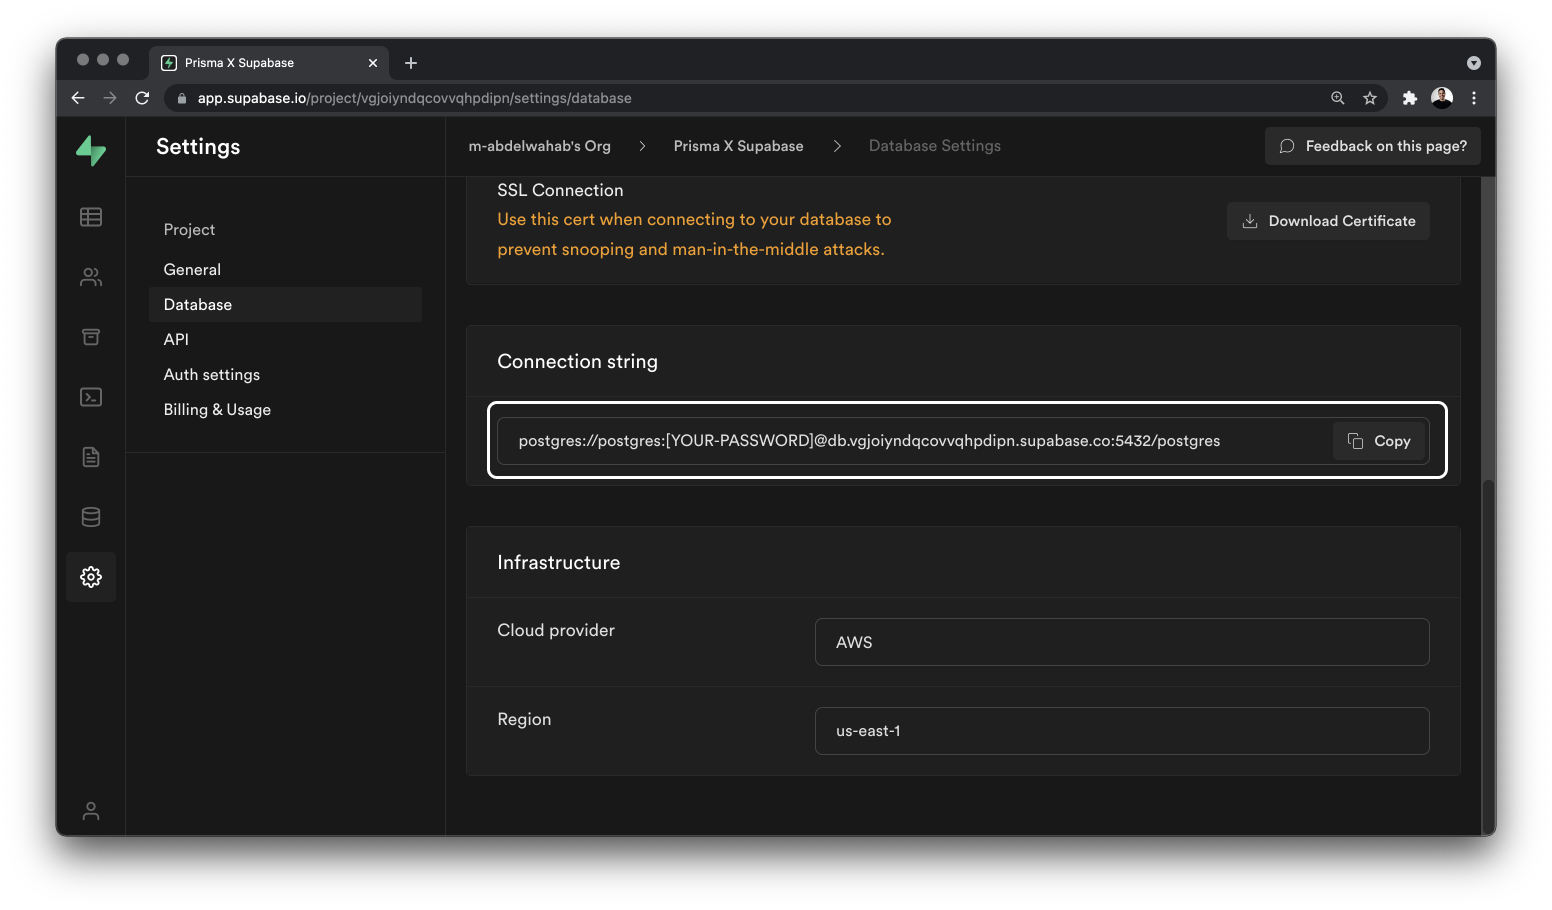 Prisma X Supabase
app.supabase.io/project/vgjoiyndqcovvqhpdipn/settings/database
Settings
m-abdelwahab's Org > Prisma X Supabase > Database Settings
Feedback on this page?
Project
General
Database
API
Auth settings
Billing & Usage
SSL Connection
Use this cert when connecting to your database to
prevent snooping and man-in-the-middle attacks.
Download Certificate
Connection string
postgres://postgres:[YOUR-PASSWORD]@db.vgjoiyndqcovvqhpdipn.supabase.co:5432/postgres
Copy
Infrastructure
Cloud provider
AWS
Region
us-east-1